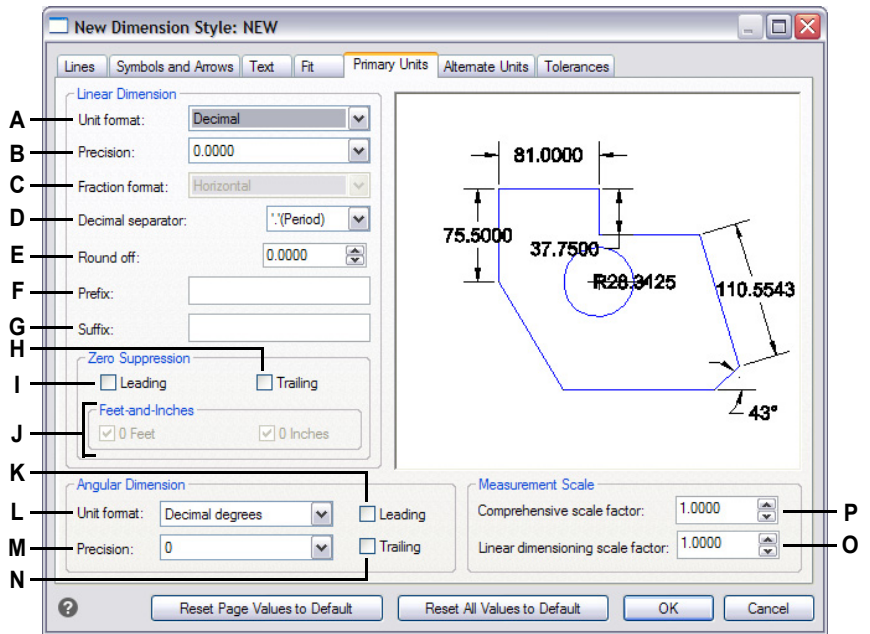 New Dimension Style: NEW
Lines Symbols and Arrows Text Fit Primary Units Alternate Units Tolerances
Linear Dimension
A Unit format: Decimal
B Precision: 0.0000
C Fraction format: Horizontal
D Decimal separator: '.'(Period)
E Round off: 0.0000
F Prefix:
G Suffix:
H
Zero Suppression
I Leading Trailing
Feet-and-Inches
J 0 Feet 0 Inches
81.0000
75.5000
37.7500
R28.3125
110.5543
43°
K
Angular Dimension
L Unit format: Decimal degrees Leading
M Precision: 0 Trailing
N
Measurement Scale
Comprehensive scale factor: 1.0000 P
Linear dimensioning scale factor: 1.0000 O
? Reset Page Values to Default Reset All Values to Default OK Cancel